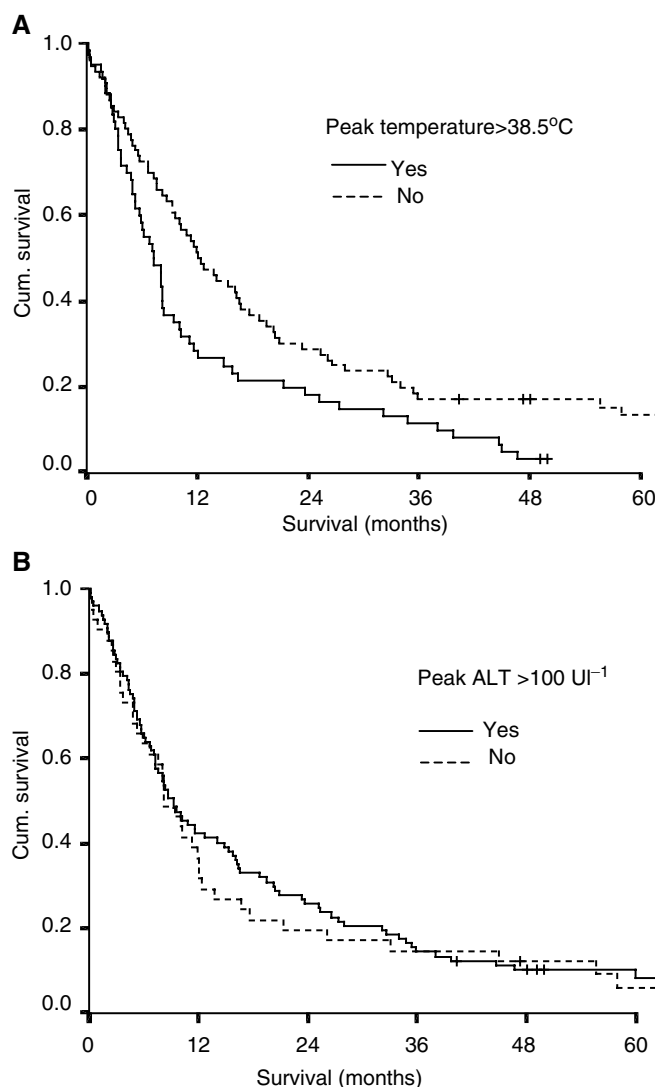 A
1.0
0.8
0.6
0.4
0.2
0.0
Cum. survival
Peak temperature>38.5°C
Yes
No
0 12 24 36 48 60
Survival (months)
B
1.0
0.8
0.6
0.4
0.2
0.0
Cum. survival
Peak ALT >100 Ul⁻¹
Yes
No
0 12 24 36 48 60
Survival (months)